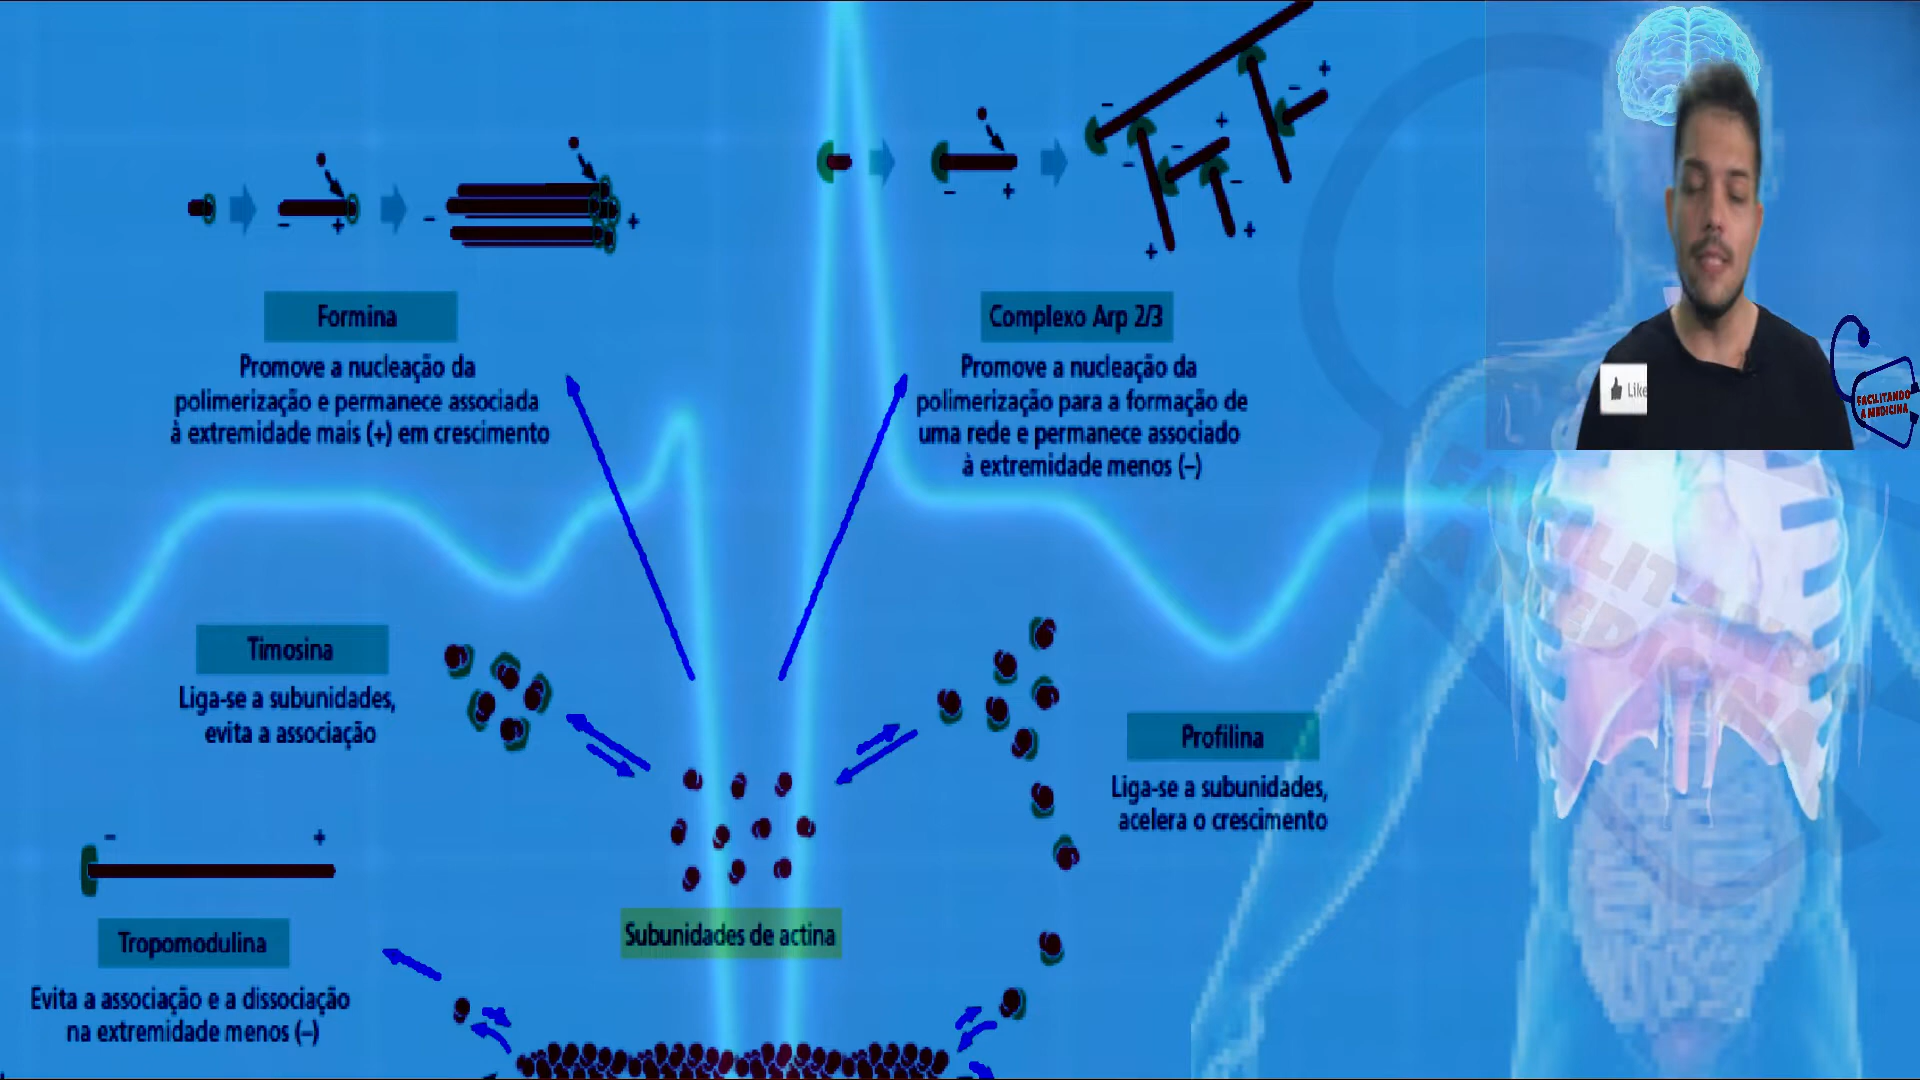 Formina
Promove a nucleação da
polimerização e permanece associada
à extremidade mais (+) em crescimento
Complexo Arp 2/3
Promove a nucleação da
polimerização para a formação de
uma rede e permanece associado
à extremidade menos (–)
Like
FACILITANDO
A MEDICINA
Timosina
Liga-se a subunidades,
evita a associação
Profilina
Liga-se a subunidades,
acelera o crescimento
Subunidades de actina
Tropomodulina
Evita a associação e a dissociação
na extremidade menos (–)
FACILITANDO
A MEDICINA